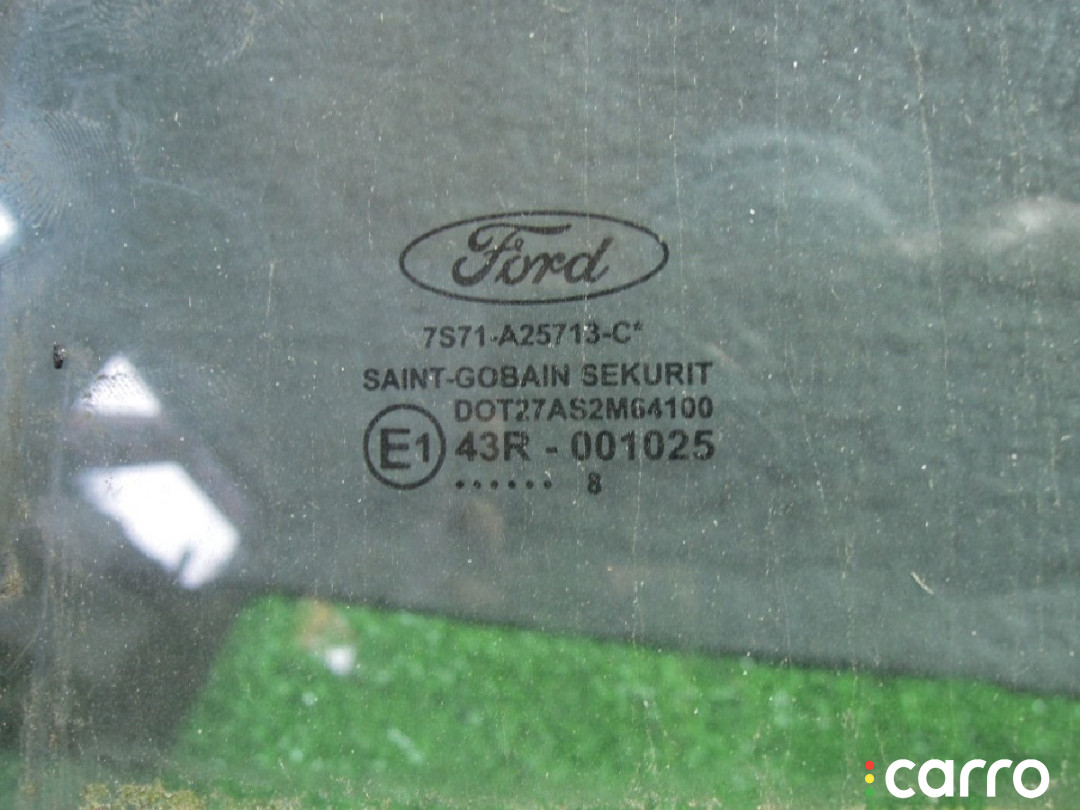 Ford
7S71-A25713-C*
SAINT-GOBAIN SEKURIT
DOT27AS2M64100
E1 43R - 001025
...... 8
carro